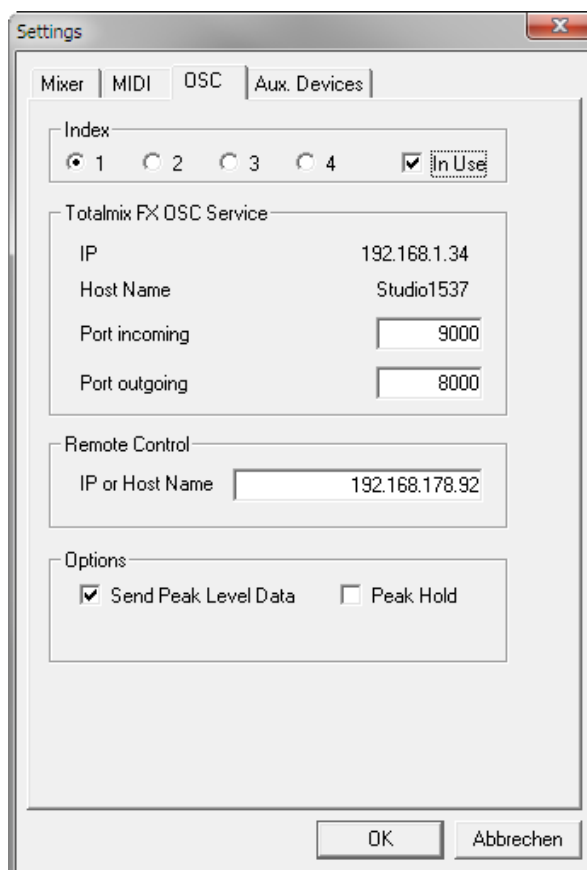 Settings
Mixer MIDI OSC Aux. Devices
Index
1 2 3 4 In Use
Totalmix FX OSC Service
IP 192.168.1.34
Host Name Studio1537
Port incoming 9000
Port outgoing 8000
Remote Control
IP or Host Name 192.168.178.92
Options
Send Peak Level Data Peak Hold
OK Abbrechen